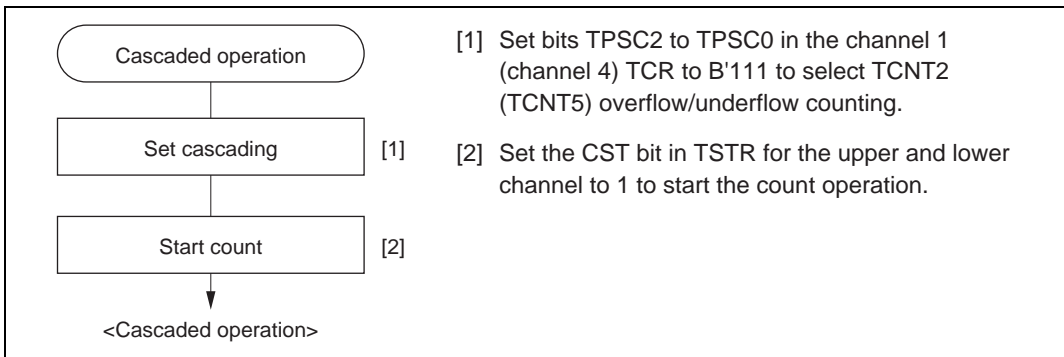 Cascaded operation
Set cascading
[1]
Start count
[2]
<Cascaded operation>
[1] Set bits TPSC2 to TPSC0 in the channel 1
(channel 4) TCR to B'111 to select TCNT2
(TCNT5) overflow/underflow counting.
[2] Set the CST bit in TSTR for the upper and lower
channel to 1 to start the count operation.